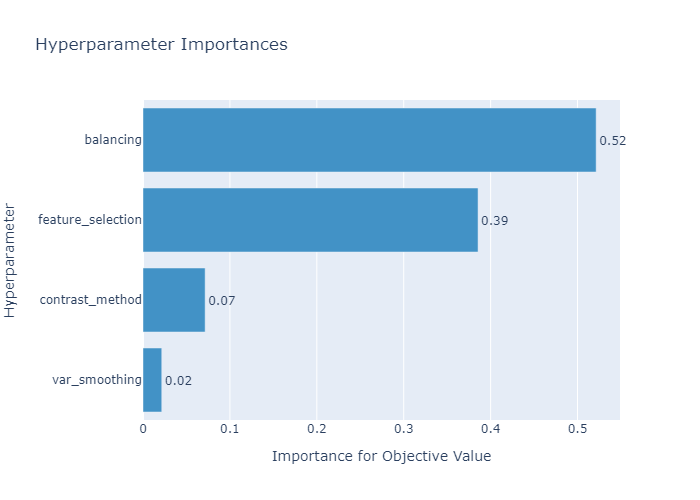 Hyperparameter Importances
Hyperparameter
balancing
0.52
feature_selection
0.39
contrast_method
0.07
var_smoothing
0.02
0
0.1
0.2
0.3
0.4
0.5
Importance for Objective Value